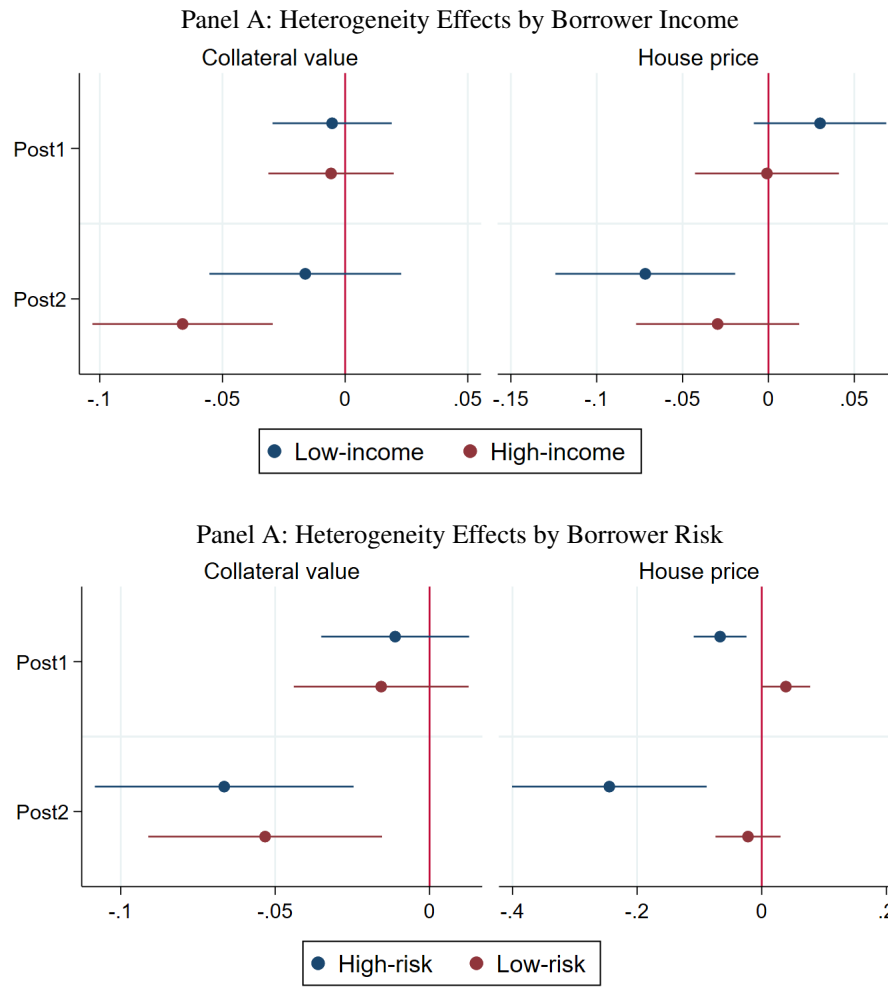 Panel A: Heterogeneity Effects by Borrower Income
Collateral value
House price
Post1
Post2
-.1
-.05
0
.05
-.15
-.1
-.05
0
.05
Low-income
High-income
Panel A: Heterogeneity Effects by Borrower Risk
Collateral value
House price
Post1
Post2
-.1
-.05
0
-.4
-.2
0
High-risk
Low-risk